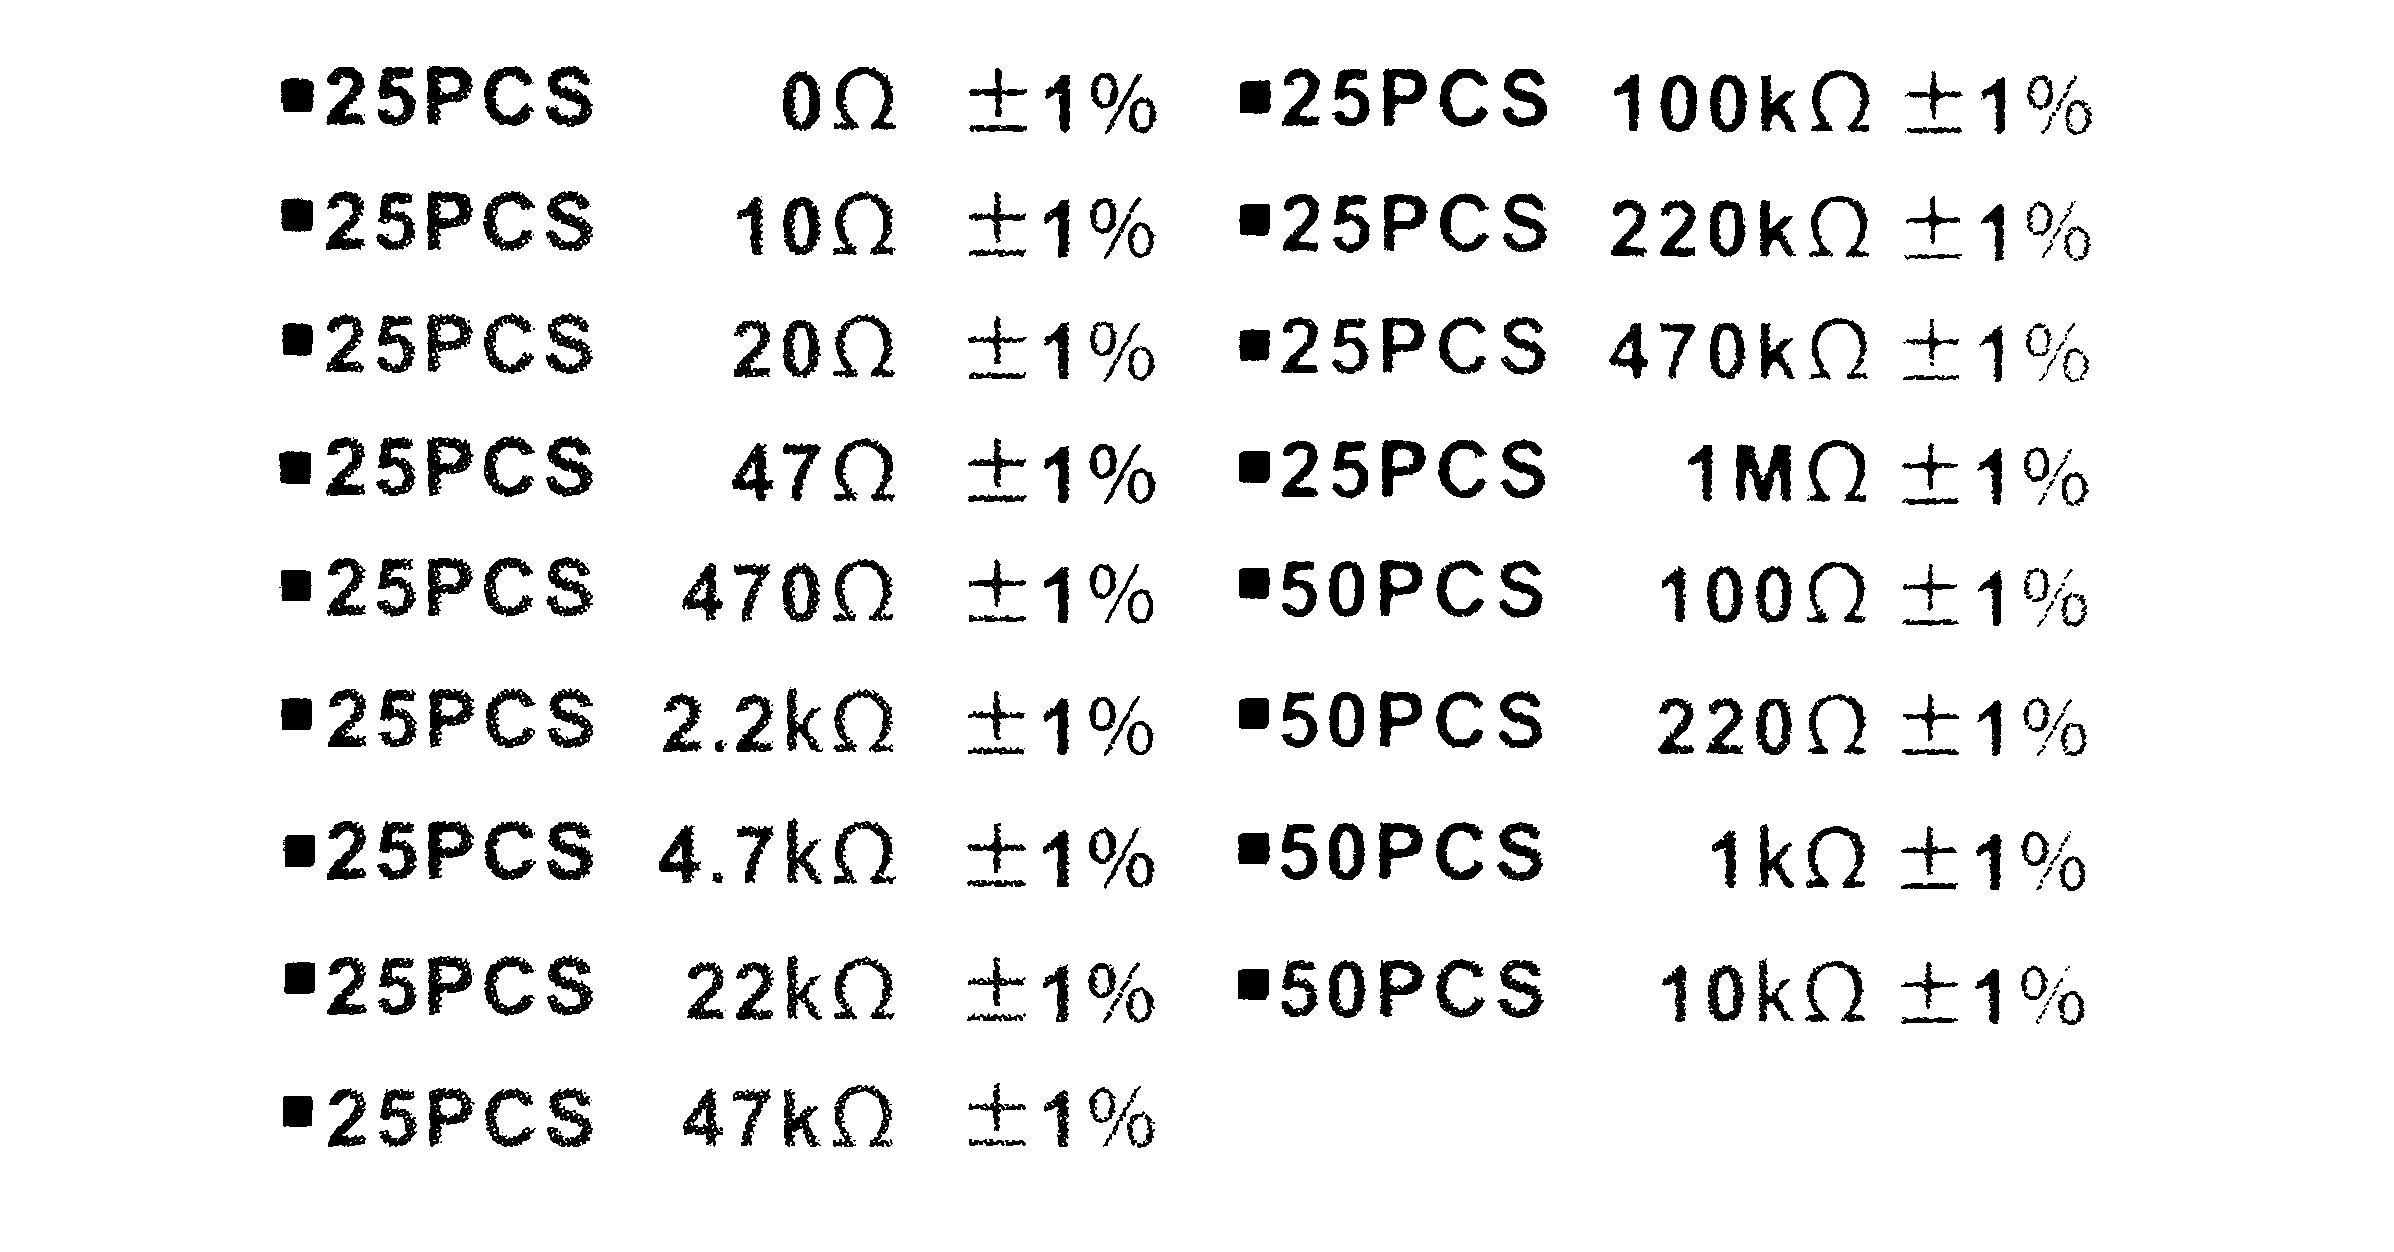 ▪25PCS 0Ω ±1%
▪25PCS 10Ω ±1%
▪25PCS 20Ω ±1%
▪25PCS 47Ω ±1%
▪25PCS 470Ω ±1%
▪25PCS 2.2kΩ ±1%
▪25PCS 4.7kΩ ±1%
▪25PCS 22kΩ ±1%
▪25PCS 47kΩ ±1%
▪25PCS 100kΩ ±1%
▪25PCS 220kΩ ±1%
▪25PCS 470kΩ ±1%
▪25PCS 1MΩ ±1%
▪50PCS 100Ω ±1%
▪50PCS 220Ω ±1%
▪50PCS 1kΩ ±1%
▪50PCS 10kΩ ±1%